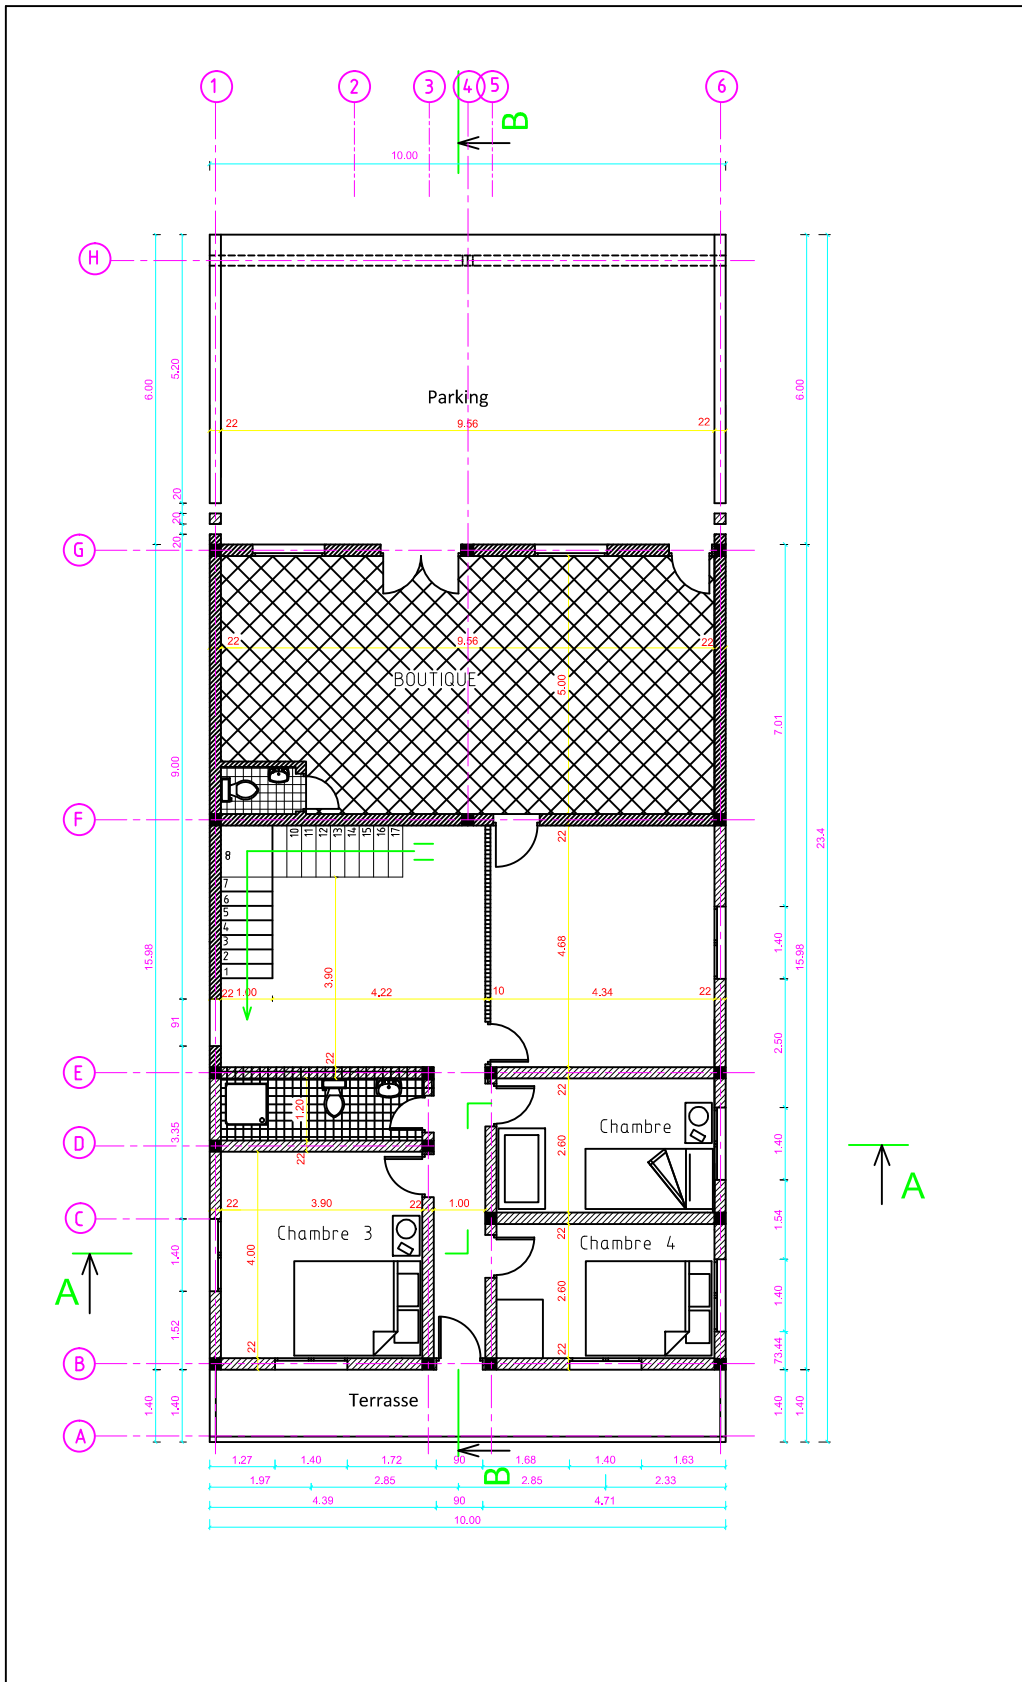 1 2 3 4 5 6
B
10.00
H
6.00 5.20 6.00
Parking
22 9.56 22
20
20
20
G
22 9.56 22
BOUTIQUE
5.00
7.01
9.00
F
10 11 12 13 14 15 16 17
8
7
6
5
4
3
2
1
22
23.4
15.98
4.68
1.40
15.98
3.90
22 1.00 4.22 10 4.34 22
91
2.50
22
E
22
1.20
3.35
Chambre
2.60
1.40
D
22
A
22 3.90 22 1.00
C
Chambre 3
22
Chambre 4
1.54
4.00
1.40
A
2.60
1.40
1.52
22
22
73.44
B
Terrasse
1.40 1.40
1.40 1.40
A
1.27 1.40 1.72 90 1.68 1.40 1.63
B
1.97 2.85 2.85 2.33
4.39 90 4.71
10.00